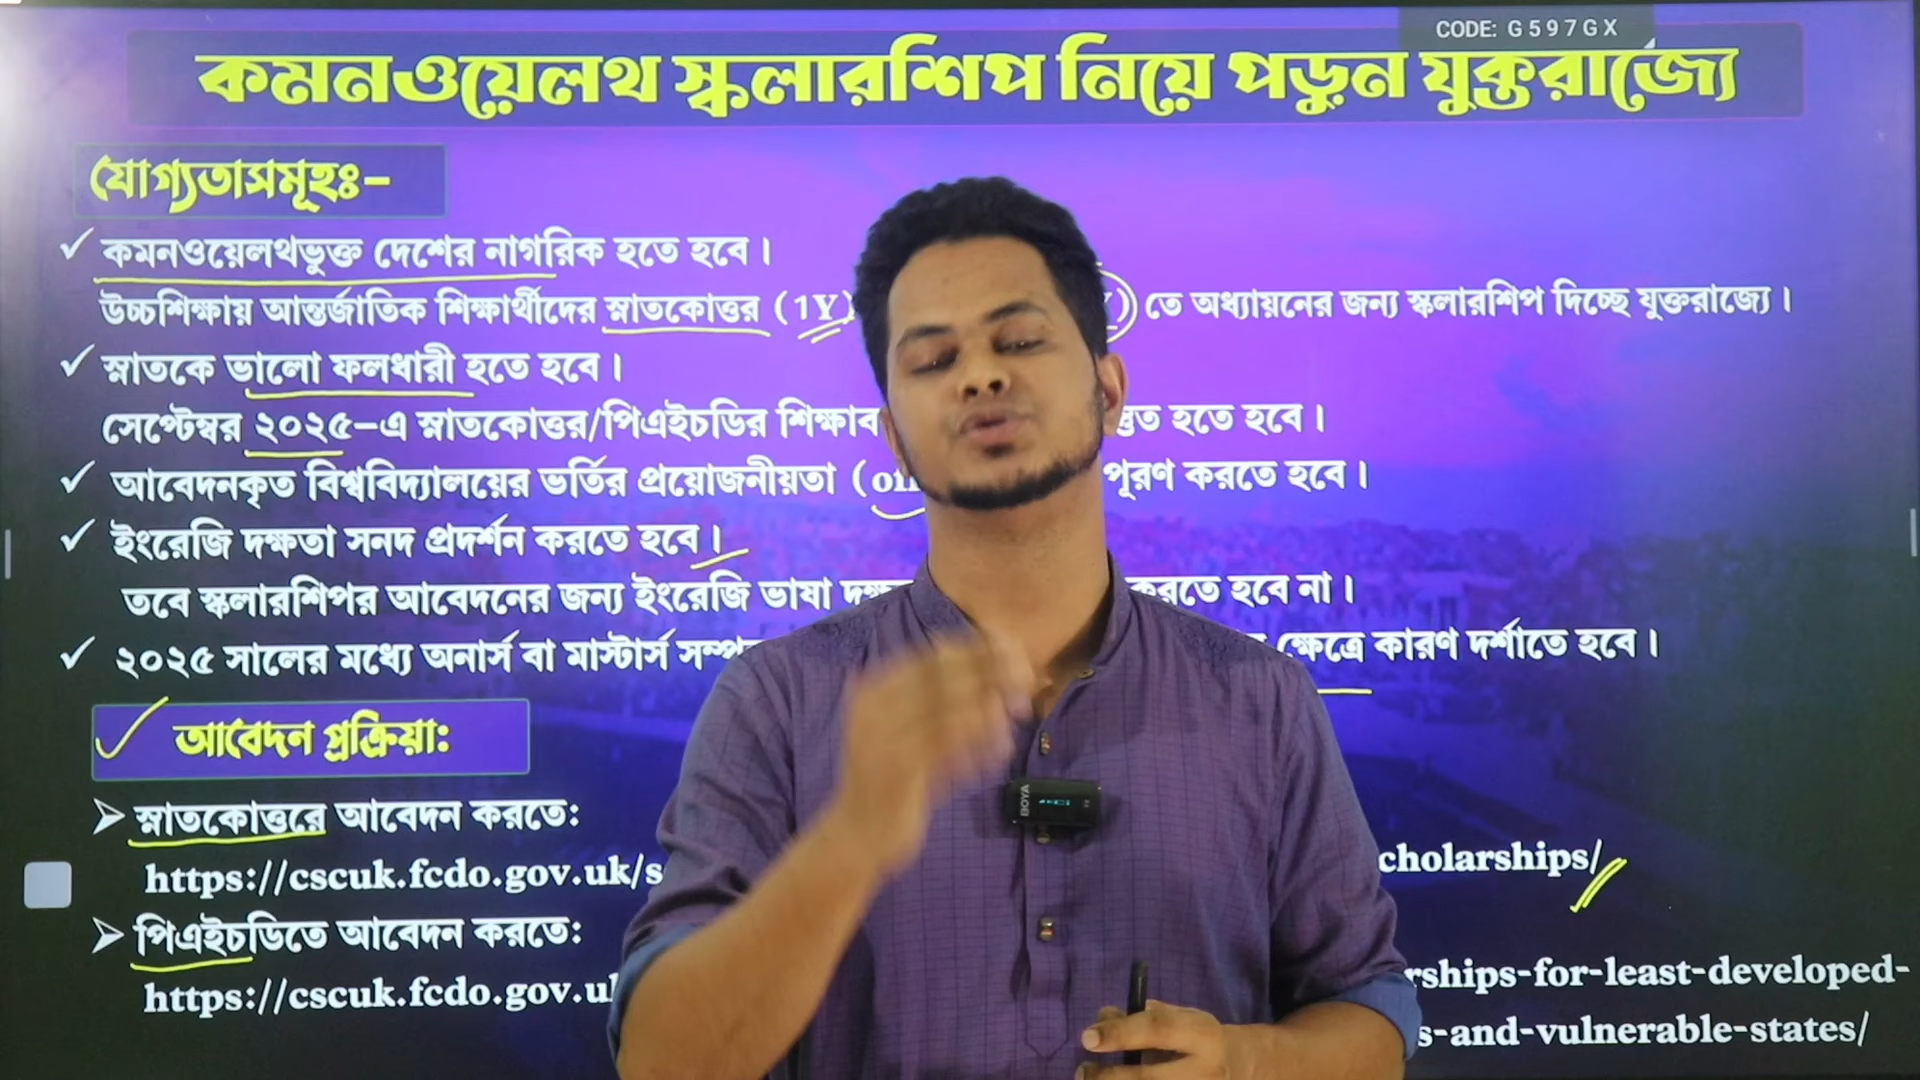 CODE: G597GX
কমনওয়েলথ স্কলারশিপ নিয়ে পড়ুন যুক্তরাজ্যে
যোগ্যতাসমূহঃ-
✓ কমনওয়েলথভুক্ত দেশের নাগরিক হতে হবে।
উচ্চশিক্ষায় আন্তর্জাতিক শিক্ষার্থীদের স্নাতকোত্তর (1Y) তে অধ্যায়নের জন্য স্কলারশিপ দিচ্ছে যুক্তরাজ্যে।
✓ স্নাতকে ভালো ফলধারী হতে হবে।
সেপ্টেম্বর ২০২৫-এ স্নাতকোত্তর/পিএইচডির হতে হবে।
✓ আবেদনকৃত বিশ্ববিদ্যালয়ের ভর্তির প্রয়োজনীয়তা পূরণ করতে হবে।
✓ ইংরেজি দক্ষতা সনদ প্রদর্শন করতে হবে।
তবে স্কলারশিপর আবেদনের জন্য ইংরেজি ভাষা করতে হবে না।
✓ ২০২৫ সালের মধ্যে অনার্স বা মাস্টার্স ক্ষেত্রে কারণ দর্শাতে হবে।
আবেদন প্রক্রিয়া:
➢ স্নাতকোত্তরে আবেদন করতে:
https://cscuk.fcdo.gov.uk/s cholarships/
➢ পিএইচডিতে আবেদন করতে:
https://cscuk.fcdo.gov.u rships-for-least-developed-
s-and-vulnerable-states/
BOYA